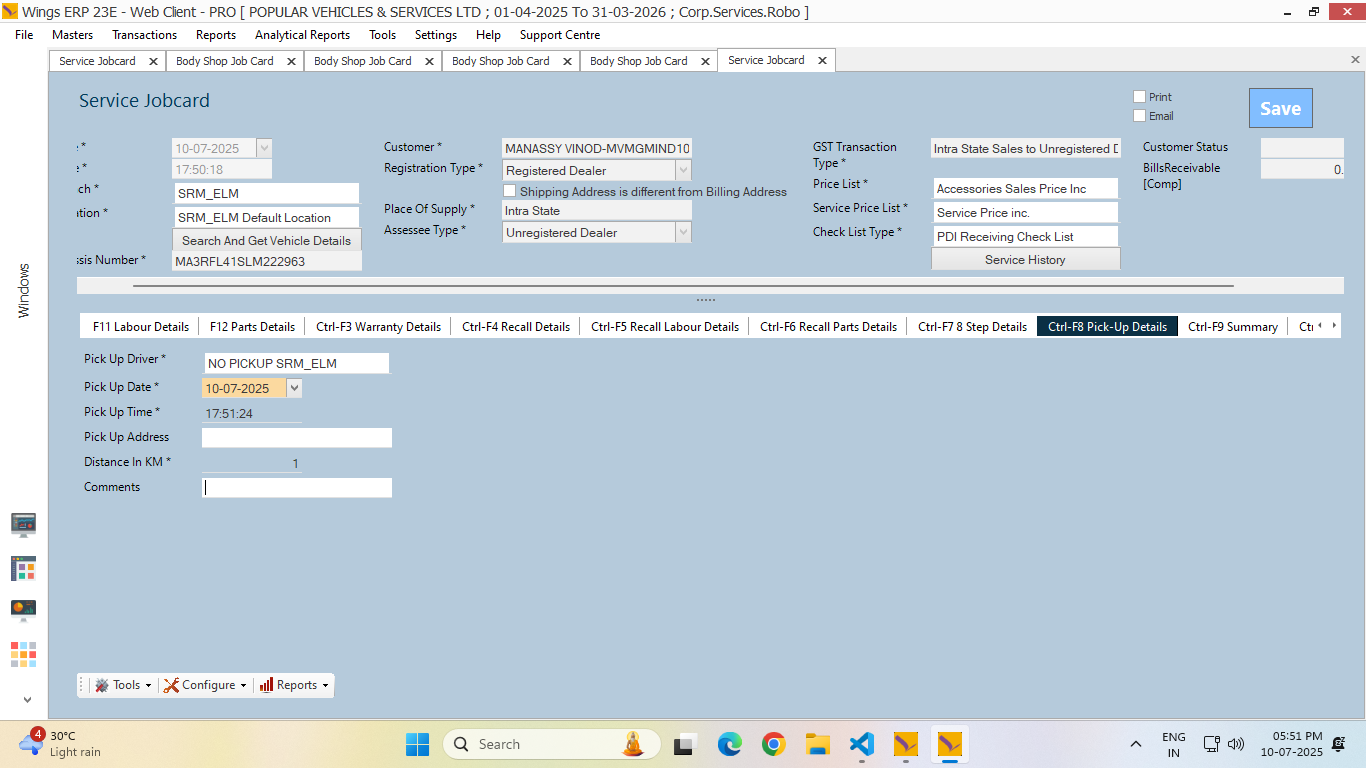 Wings ERP 23E - Web Client - PRO [ POPULAR VEHICLES & SERVICES LTD ; 01-04-2025 To 31-03-2026 ; Corp.Services.Robo ]
File Masters Transactions Reports Analytical Reports Tools Settings Help Support Centre
Service Jobcard Body Shop Job Card Body Shop Job Card Body Shop Job Card Body Shop Job Card Service Jobcard
Service Jobcard
Print
Email
Save
10-07-2025
17:50:18
ch *
SRM_ELM
ation *
SRM_ELM Default Location
Search And Get Vehicle Details
ssis Number *
MA3RFL41SLM222963
Customer *
MANASSY VINOD-MVMGMIND10
Registration Type *
Registered Dealer
Shipping Address is different from Billing Address
Place Of Supply *
Intra State
Assessee Type *
Unregistered Dealer
GST Transaction
Type *
Intra State Sales to Unregistered D
Price List *
Accessories Sales Price Inc
Service Price List *
Service Price inc.
Check List Type *
PDI Receiving Check List
Service History
Customer Status
BillsReceivable
[Comp]
0.
Windows
F11 Labour Details F12 Parts Details Ctrl-F3 Warranty Details Ctrl-F4 Recall Details Ctrl-F5 Recall Labour Details Ctrl-F6 Recall Parts Details Ctrl-F7 8 Step Details Ctrl-F8 Pick-Up Details Ctrl-F9 Summary Ctr
Pick Up Driver *
NO PICKUP SRM_ELM
Pick Up Date *
10-07-2025
Pick Up Time *
17:51:24
Pick Up Address
Distance In KM *
1
Comments
Tools Configure Reports
4
30°C
Light rain
Search
ENG
IN
05:51 PM
10-07-2025